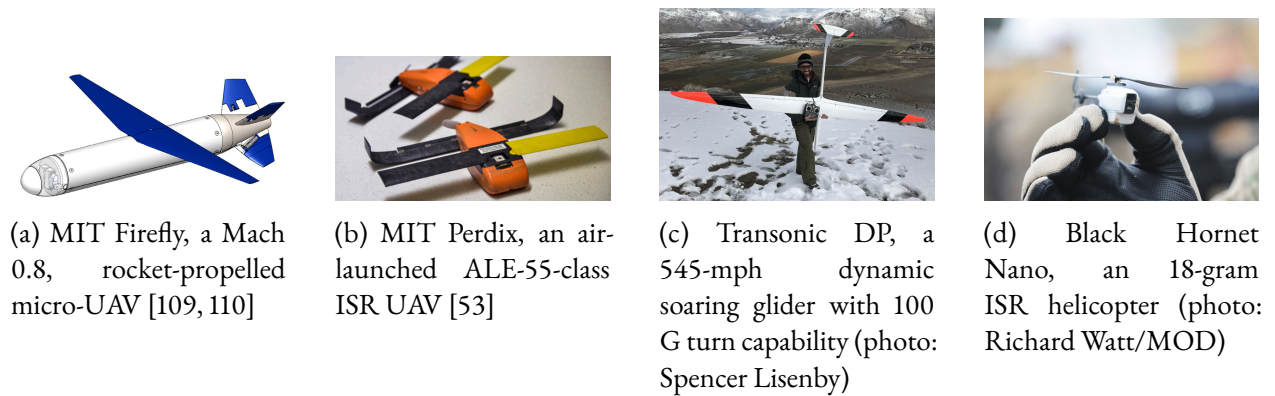 (a) MIT Firefly, a Mach
0.8, rocket-propelled
micro-UAV [109, 110]
(b) MIT Perdix, an air-
launched ALE-55-class
ISR UAV [53]
(c) Transonic DP, a
545-mph dynamic
soaring glider with 100
G turn capability (photo:
Spencer Lisenby)
(d) Black Hornet
Nano, an 18-gram
ISR helicopter (photo:
Richard Watt/MOD)